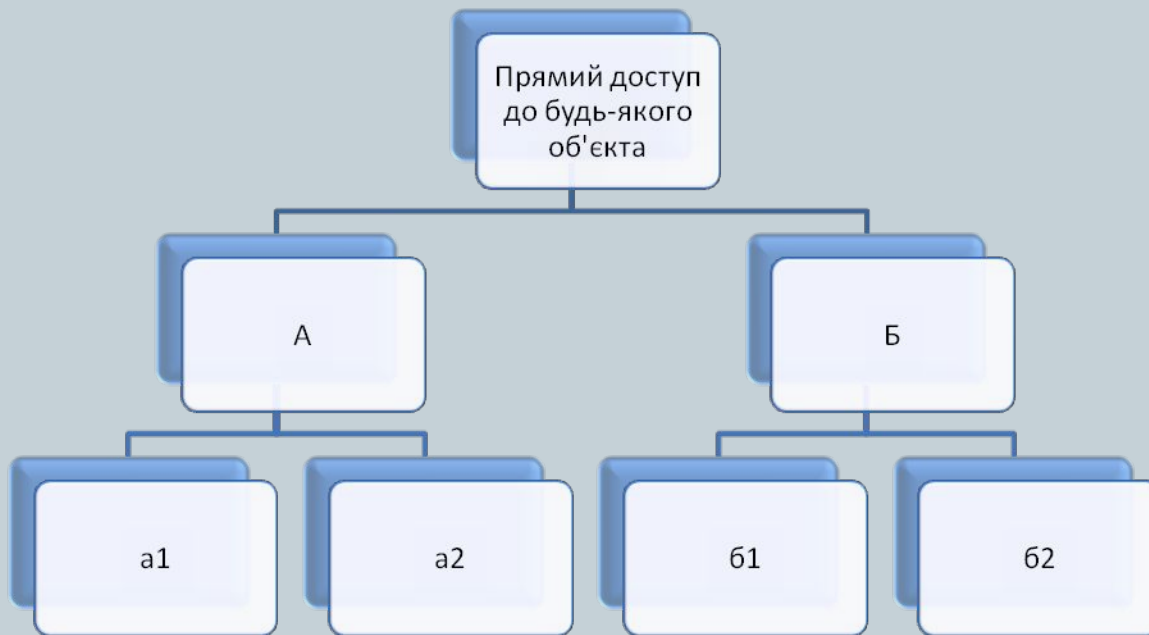 Прямий доступ
до будь-якого
об'єкта
А
Б
а1
а2
б1
б2